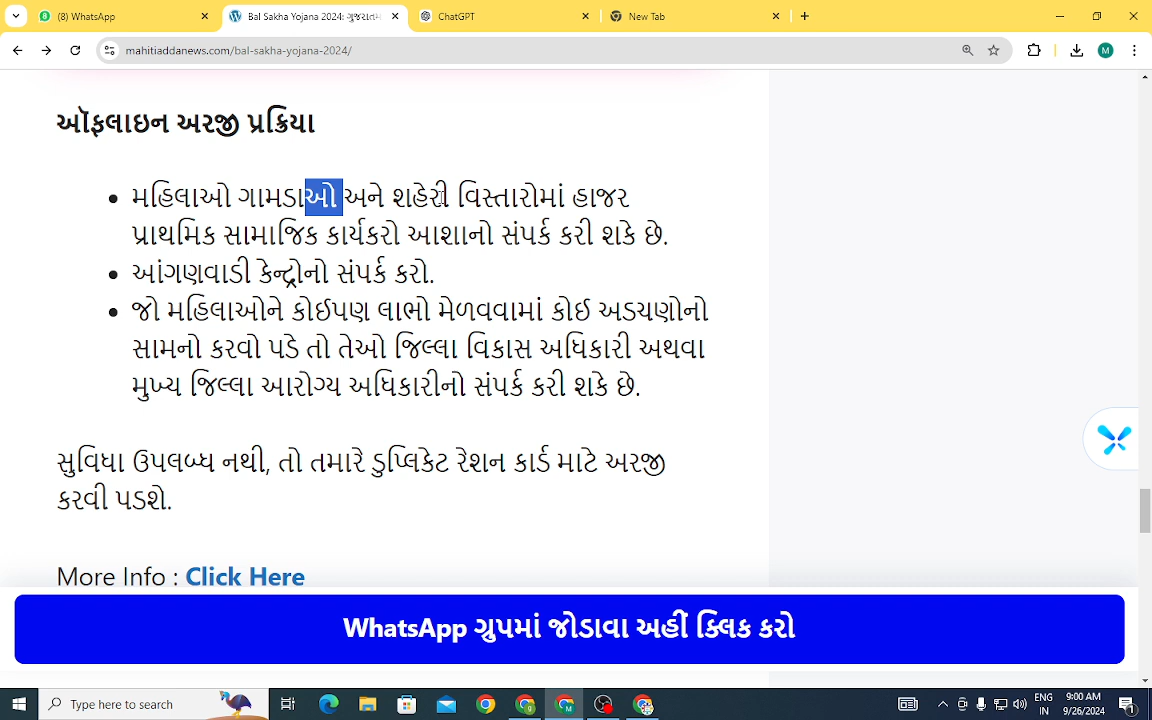 (8) WhatsApp
Bal Sakha Yojana 2024: ગુજરાતમ
ChatGPT
New Tab
mahitiaddanews.com/bal-sakha-yojana-2024/
M
ઑફલાઇન અરજી પ્રક્રિયા
મહિલાઓ ગામડાઓ અને શહેરી વિસ્તારોમાં હાજર
પ્રાથમિક સામાજિક કાર્યકરો આશાનો સંપર્ક કરી શકે છે.
આંગણવાડી કેન્દ્રોનો સંપર્ક કરો.
જો મહિલાઓને કોઈપણ લાભો મેળવવામાં કોઈ અડચણોનો
સામનો કરવો પડે તો તેઓ જિલ્લા વિકાસ અધિકારી અથવા
મુખ્ય જિલ્લા આરોગ્ય અધિકારીનો સંપર્ક કરી શકે છે.
સુવિધા ઉપલબ્ધ નથી, તો તમારે ડુપ્લિકેટ રેશન કાર્ડ માટે અરજી
કરવી પડશે.
More Info : Click Here
WhatsApp ગ્રુપમાં જોડાવા અહીં ક્લિક કરો
Type here to search
ENG
IN
9:00 AM
9/26/2024
1